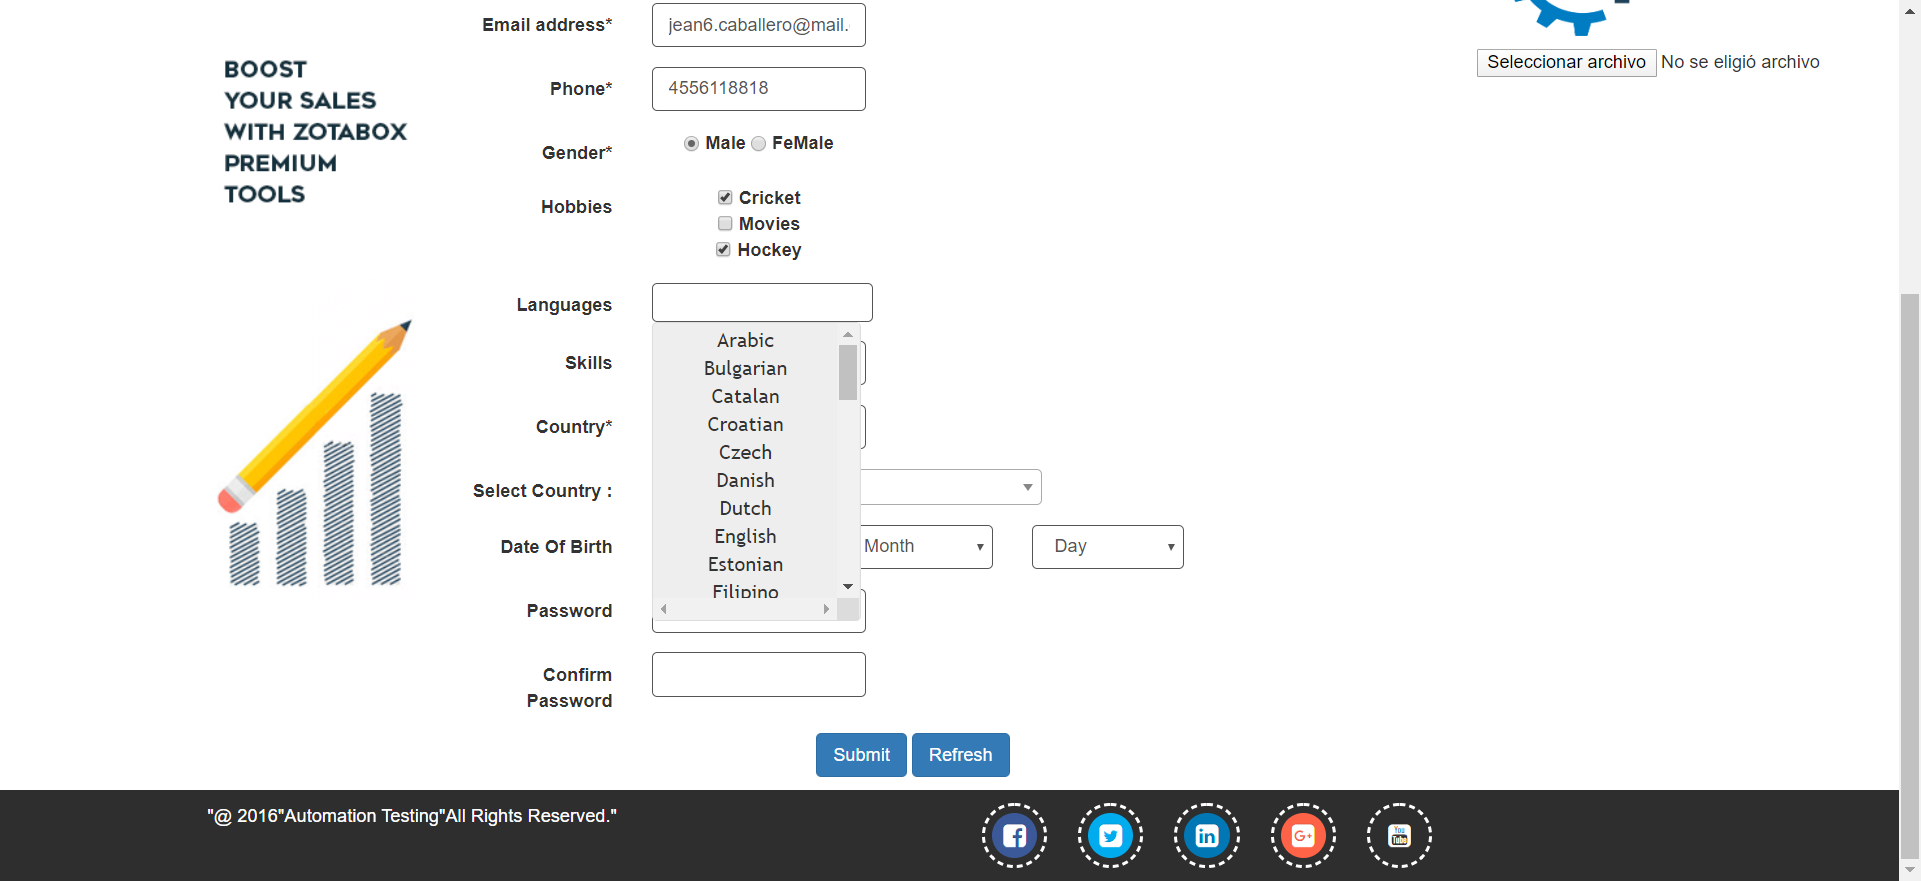 Email address*
jean6.caballero@mail.
Seleccionar archivo No se eligió archivo
BOOST
YOUR SALES
WITH ZOTABOX
PREMIUM
TOOLS
Phone*
4556118818
Gender*
Male FeMale
Hobbies
Cricket
Movies
Hockey
Languages
Arabic
Bulgarian
Catalan
Croatian
Czech
Danish
Dutch
English
Estonian
Filipino
Skills
Country*
Select Country :
Date Of Birth
Month
Day
Password
Confirm
Password
Submit
Refresh
"@ 2016"Automation Testing"All Rights Reserved."
in
G+
You
Tube